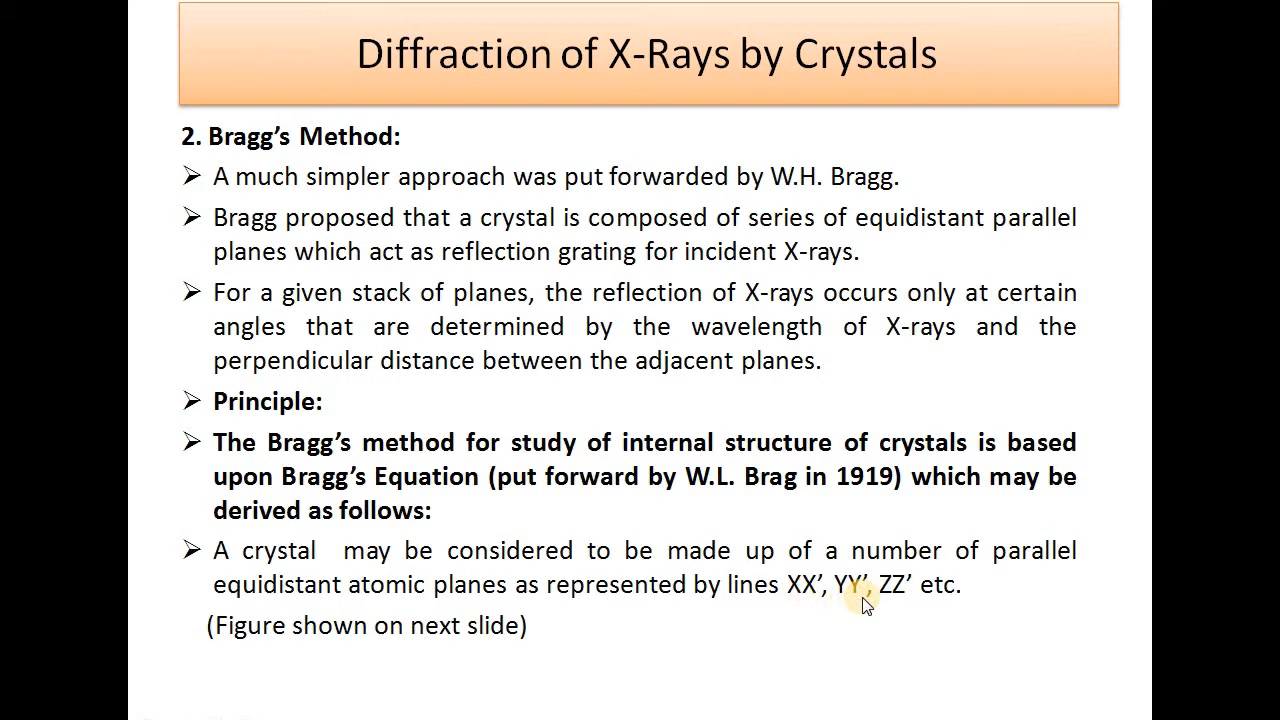 Diffraction of X-Rays by Crystals
2. Bragg’s Method:
➢ A much simpler approach was put forwarded by W.H. Bragg.
➢ Bragg proposed that a crystal is composed of series of equidistant parallel
planes which act as reflection grating for incident X-rays.
➢ For a given stack of planes, the reflection of X-rays occurs only at certain
angles that are determined by the wavelength of X-rays and the
perpendicular distance between the adjacent planes.
➢ Principle:
➢ The Bragg’s method for study of internal structure of crystals is based
upon Bragg’s Equation (put forward by W.L. Brag in 1919) which may be
derived as follows:
➢ A crystal may be considered to be made up of a number of parallel
equidistant atomic planes as represented by lines XX’, YY’, ZZ’ etc.
(Figure shown on next slide)